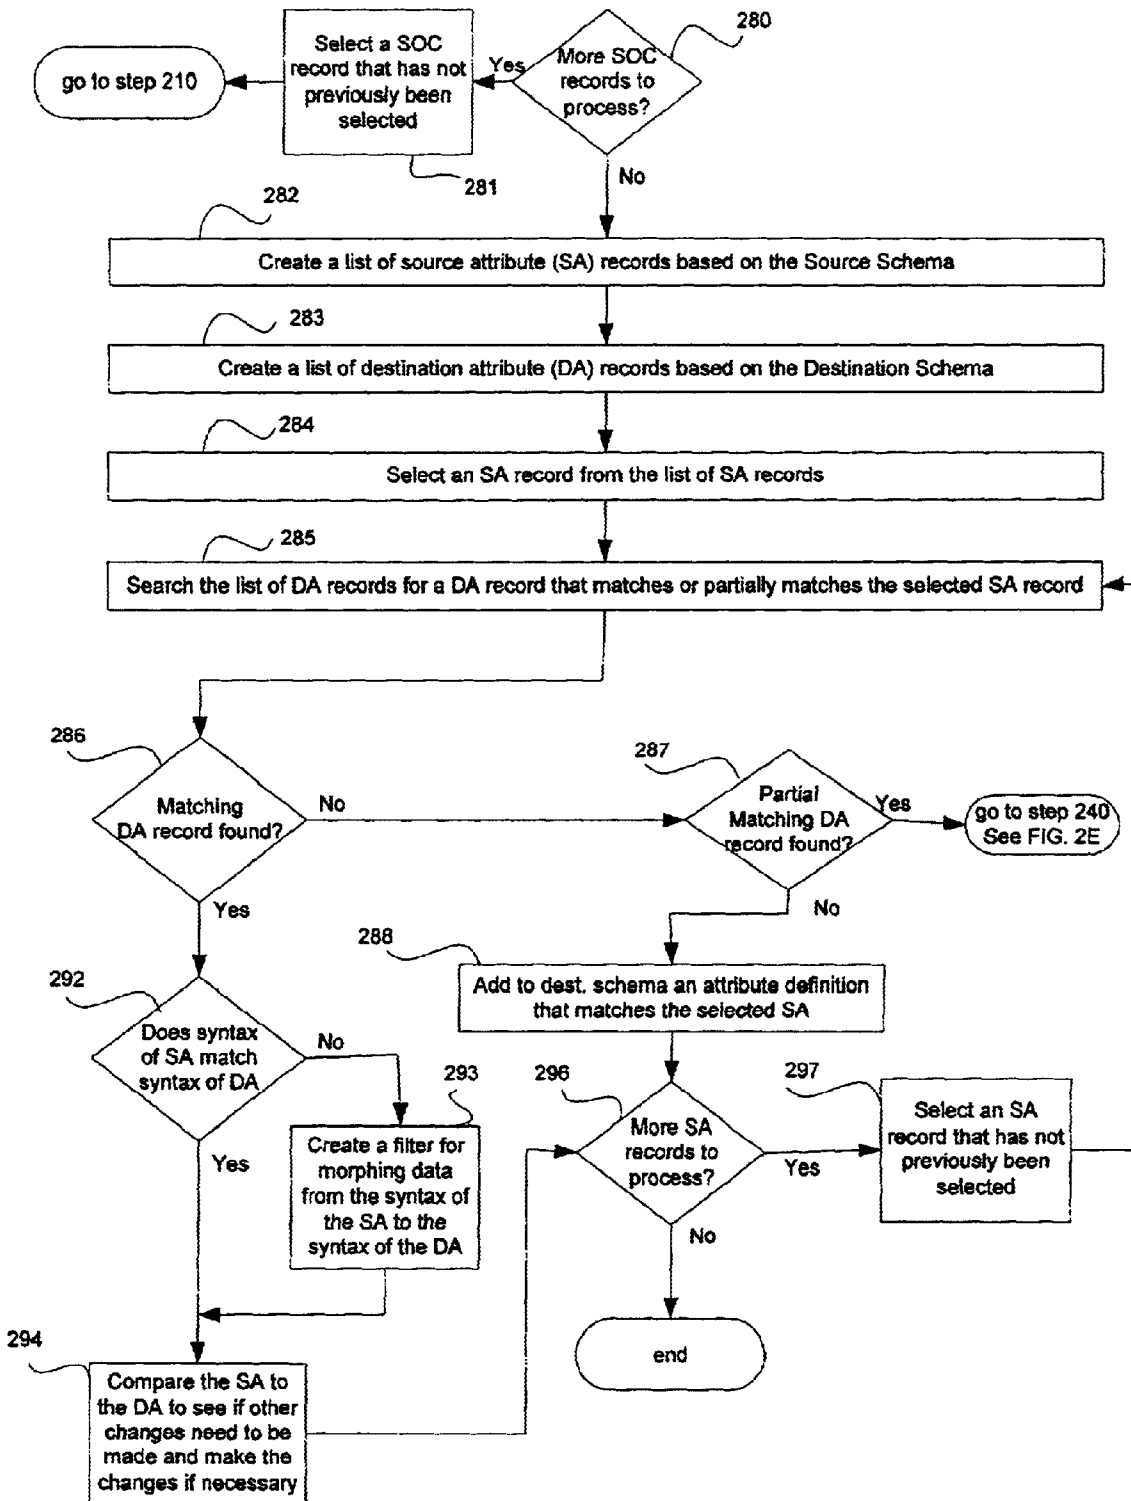 280
Select a SOC
record that has not
previously been
selected
Yes
More SOC
records to
process?
go to step 210
281
No
282
Create a list of source attribute (SA) records based on the Source Schema
283
Create a list of destination attribute (DA) records based on the Destination Schema
284
Select an SA record from the list of SA records
285
Search the list of DA records for a DA record that matches or partially matches the selected SA record
286
Matching
DA record found?
No
287
Partial
Matching DA
record found?
Yes
go to step 240
See FIG. 2E
Yes
No
288
Add to dest. schema an attribute definition
that matches the selected SA
292
Does syntax
of SA match
syntax of DA
No
293
Create a filter for
morphing data
from the syntax of
the SA to the
syntax of the DA
Yes
296
More SA
records to
process?
Yes
297
Select an SA
record that has not
previously been
selected
No
end
294
Compare the SA to
the DA to see if other
changes need to be
made and make the
changes if necessary